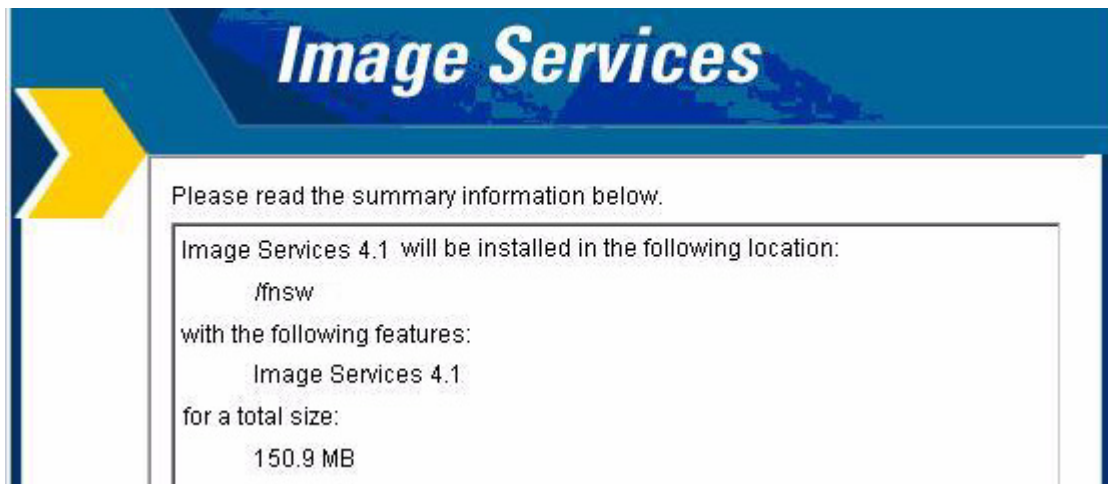 Image Services
Please read the summary information below.
Image Services 4.1 will be installed in the following location:
/fnsw
with the following features:
Image Services 4.1
for a total size:
150.9 MB